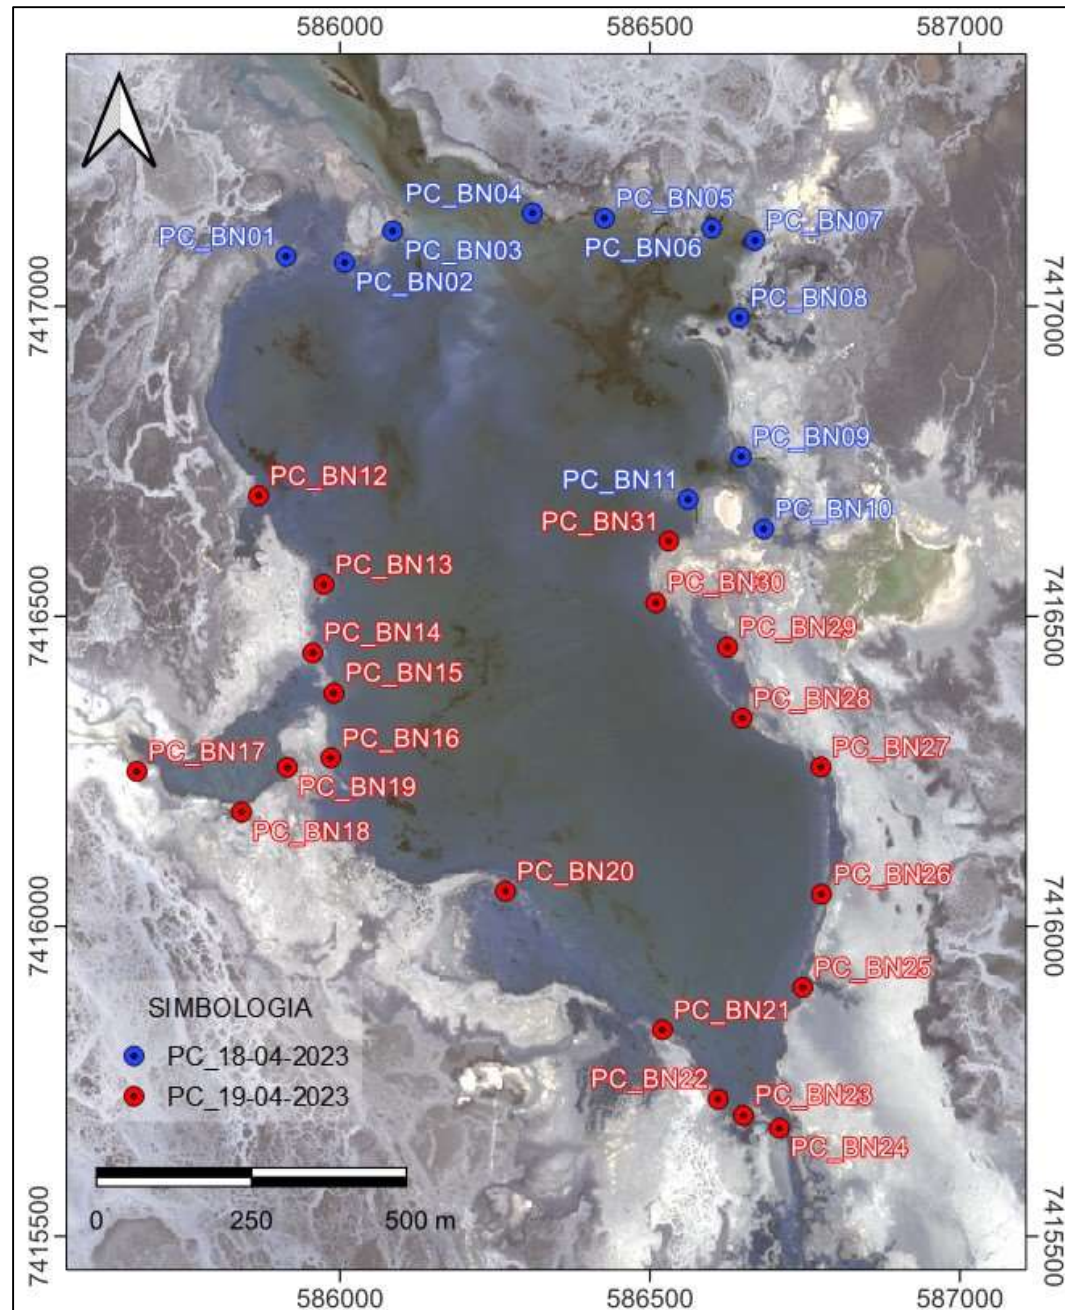 586000 586500 587000
PC_BN04
PC_BN05
PC_BN07
PC_BN01
PC_BN03
PC_BN06
PC_BN02
7417000
7417000
PC_BN08
PC_BN09
PC_BN12
PC_BN11
PC_BN10
PC_BN31
PC_BN13
PC_BN30
7416500
7416500
PC_BN29
PC_BN14
PC_BN15
PC_BN28
PC_BN16
PC_BN17
PC_BN27
PC_BN19
PC_BN18
PC_BN20
PC_BN26
7416000
7416000
PC_BN25
SIMBOLOGIA
PC_BN21
PC_18-04-2023
PC_BN22
PC_19-04-2023
PC_BN23
PC_BN24
0 250 500 m
7415500
7415500
586000 586500 587000